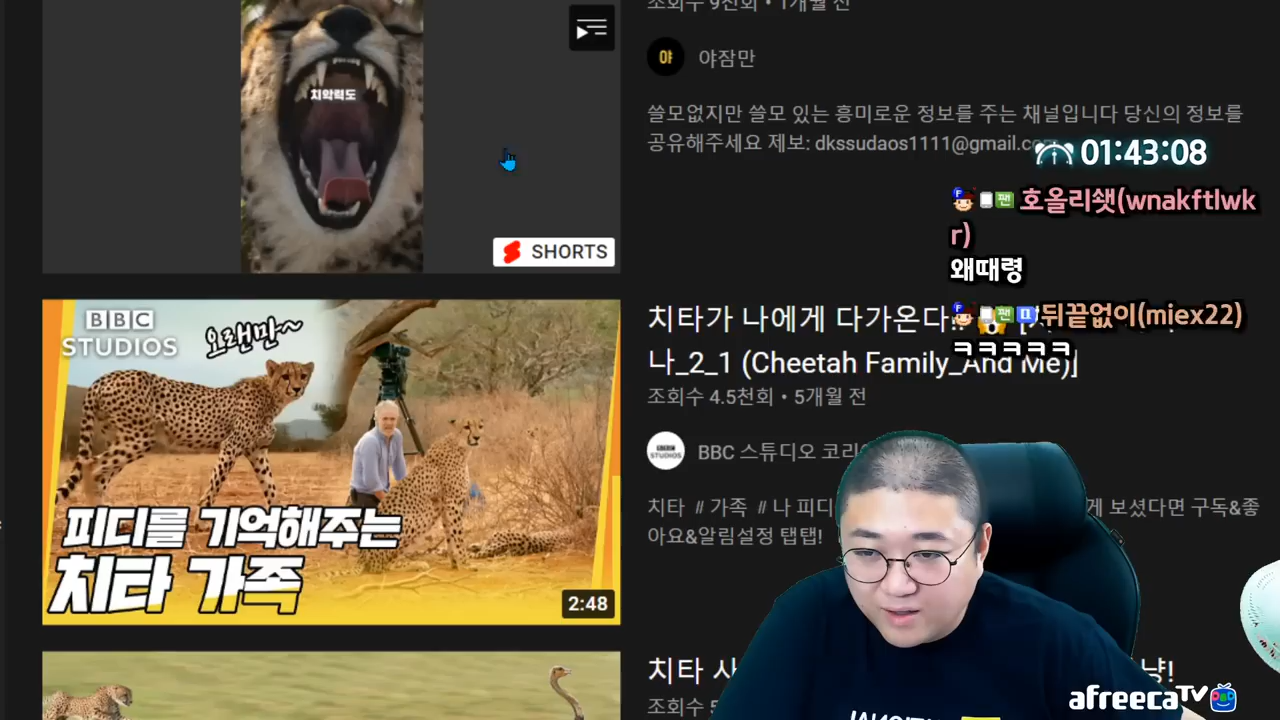 조회수 9천회 • 1개월 전
치악력도
야
야잠만
쓸모없지만 쓸모 있는 흥미로운 정보를 주는 채널입니다 당신의 정보를
공유해주세요 제보: dkssudaos1111@gmail.c
01:43:08
팬 호올리쉣(wnakftlwk
r)
왜때령
SHORTS
BBC
STUDIOS
오랜만~
피디를 기억해주는
치타 가족
2:48
치타가 나에게 다가온다!!
팬 뒤끝없이(miex22)
ㅋㅋㅋㅋㅋ
나_2_1 (Cheetah Family_And Me)]
조회수 4.5천회 • 5개월 전
BBC
STUDIOS
BBC 스튜디오 코리
치타 #가족 #나 피디
게 보셨다면 구독&좋
아요&알림설정 탭탭!
치타 사
냥!
조회수 5
afreecaTV